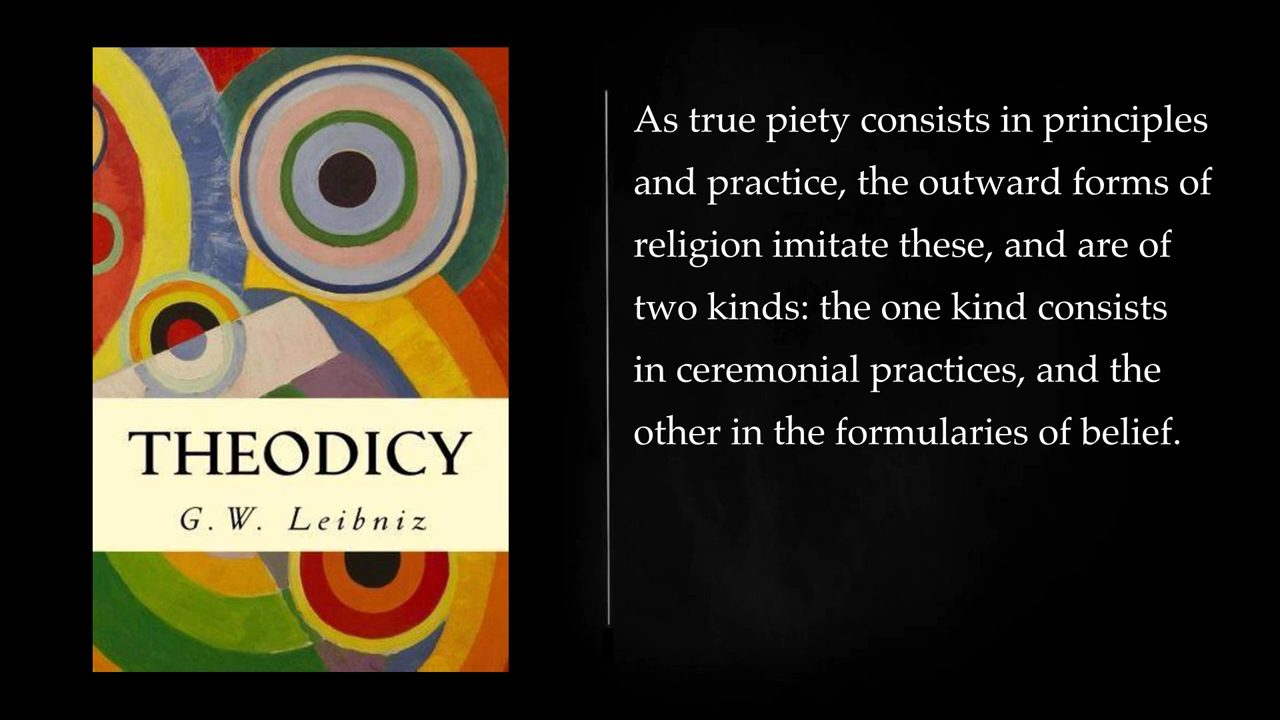 THEODICY
G.W. Leibniz
As true piety consists in principles
and practice, the outward forms of
religion imitate these, and are of
two kinds: the one kind consists
in ceremonial practices, and the
other in the formularies of belief.